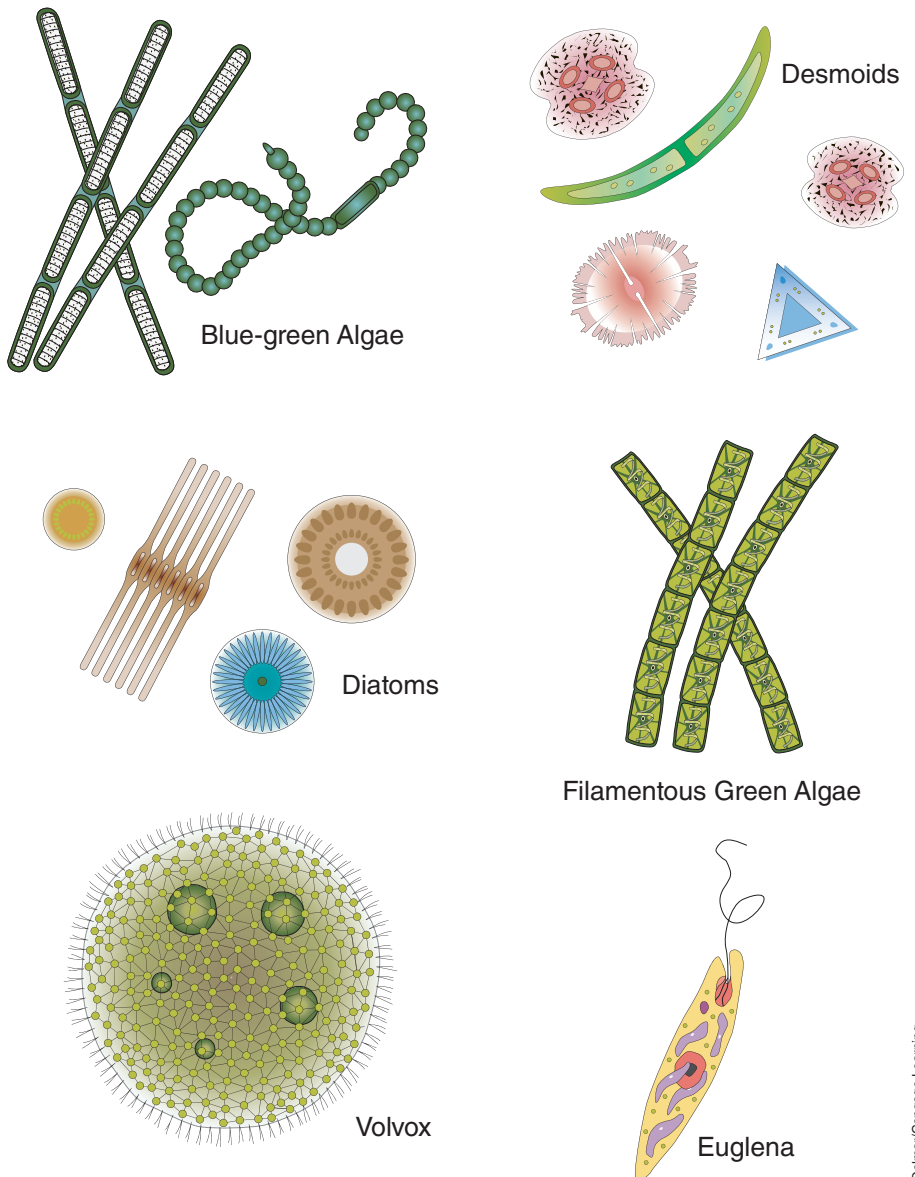 Desmoids
Blue-green Algae
Diatoms
Filamentous Green Algae
Volvox
Euglena